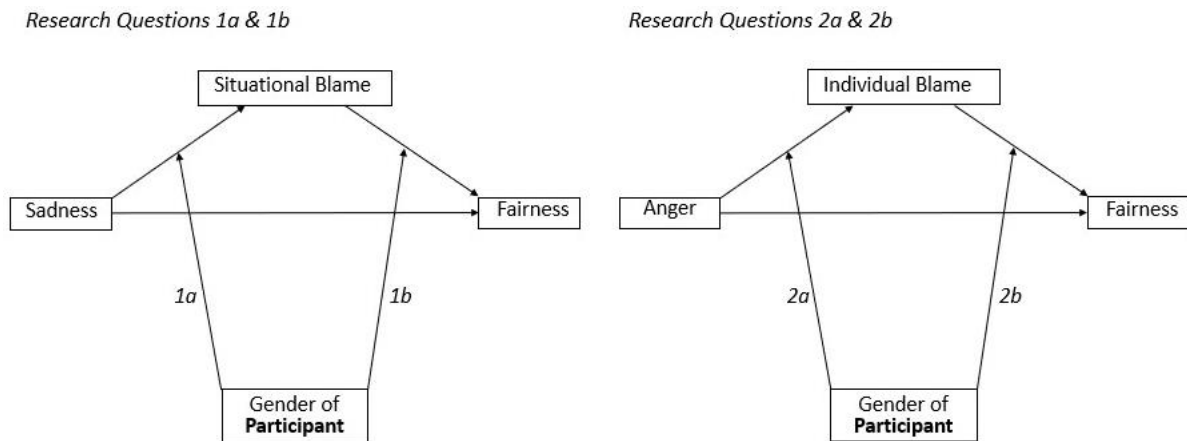 Research Questions 1a & 1b
Situational Blame
Sadness
Fairness
1a
1b
Gender of
Participant
Research Questions 2a & 2b
Individual Blame
Anger
Fairness
2a
2b
Gender of
Participant